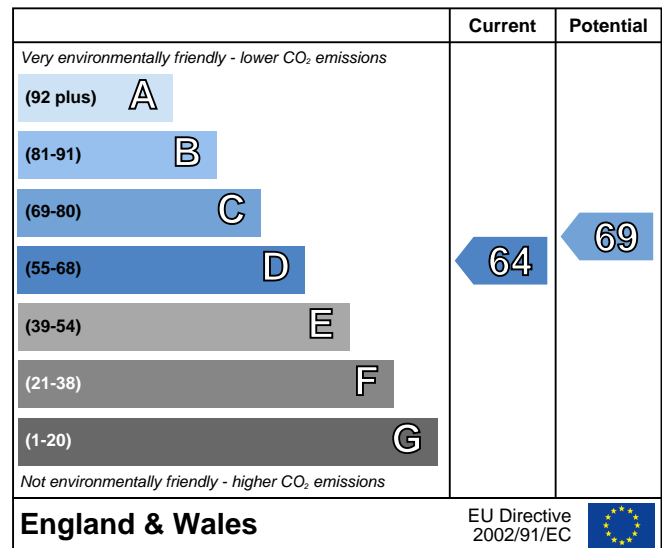 Current Potential
Very environmentally friendly - lower CO₂ emissions
(92 plus) A
(81-91) B
(69-80) C
(55-68) D
(39-54) E
(21-38) F
(1-20) G
64
69
Not environmentally friendly - higher CO₂ emissions
England & Wales
EU Directive
2002/91/EC